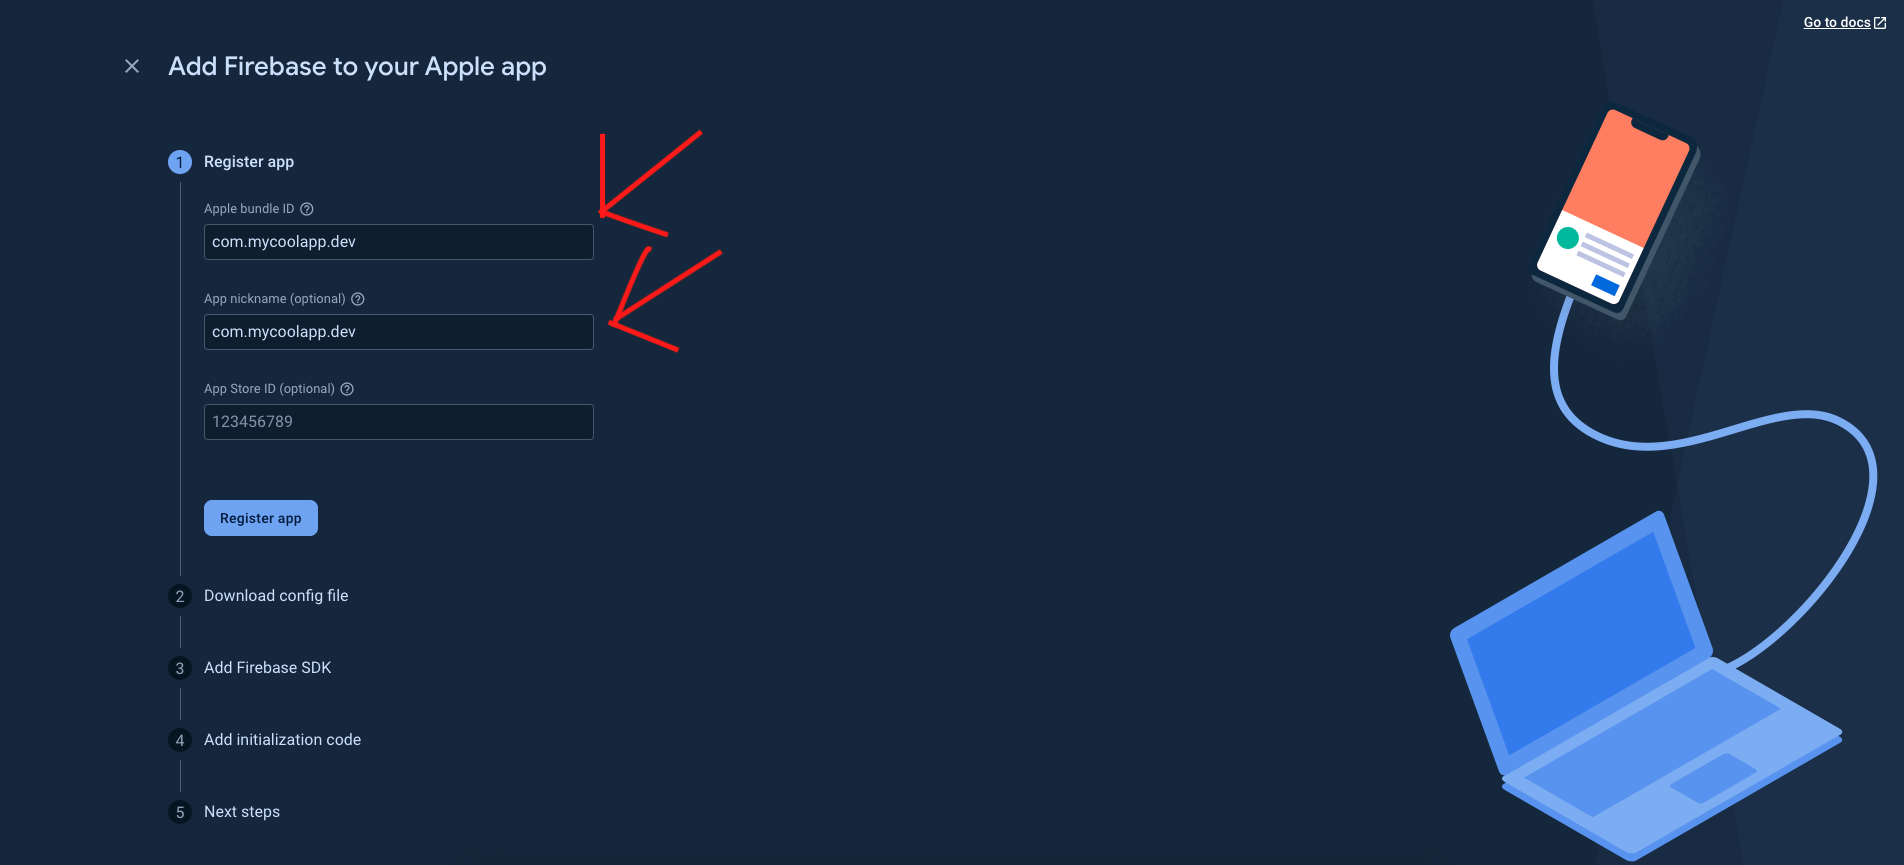 Go to docs
Add Firebase to your Apple app
1 Register app
Apple bundle ID ?
com.mycoolapp.dev
App nickname (optional) ?
com.mycoolapp.dev
App Store ID (optional) ?
123456789
Register app
2 Download config file
3 Add Firebase SDK
4 Add initialization code
5 Next steps